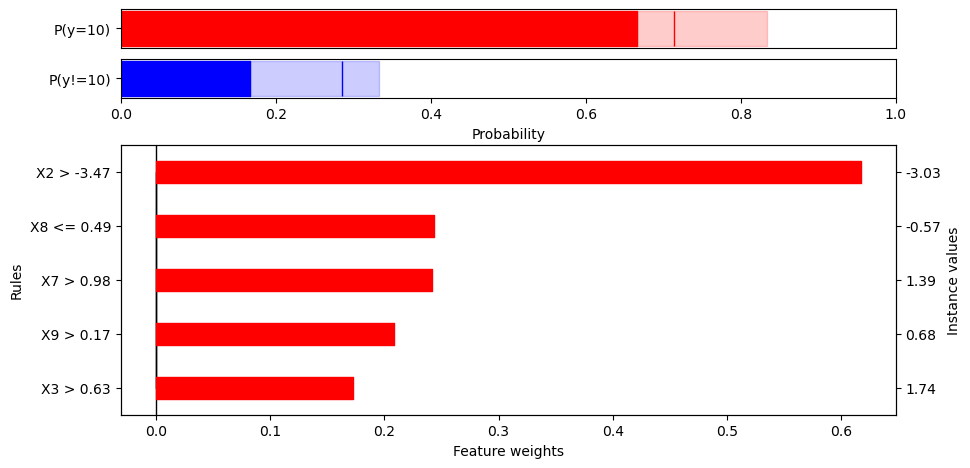 P(y=10)
P(y!=10)
0.0 0.2 0.4 0.6 0.8 1.0
Probability
Rules
X2 > -3.47
X8 <= 0.49
X7 > 0.98
X9 > 0.17
X3 > 0.63
-3.03
-0.57
1.39
0.68
1.74
Instance values
0.0 0.1 0.2 0.3 0.4 0.5 0.6
Feature weights